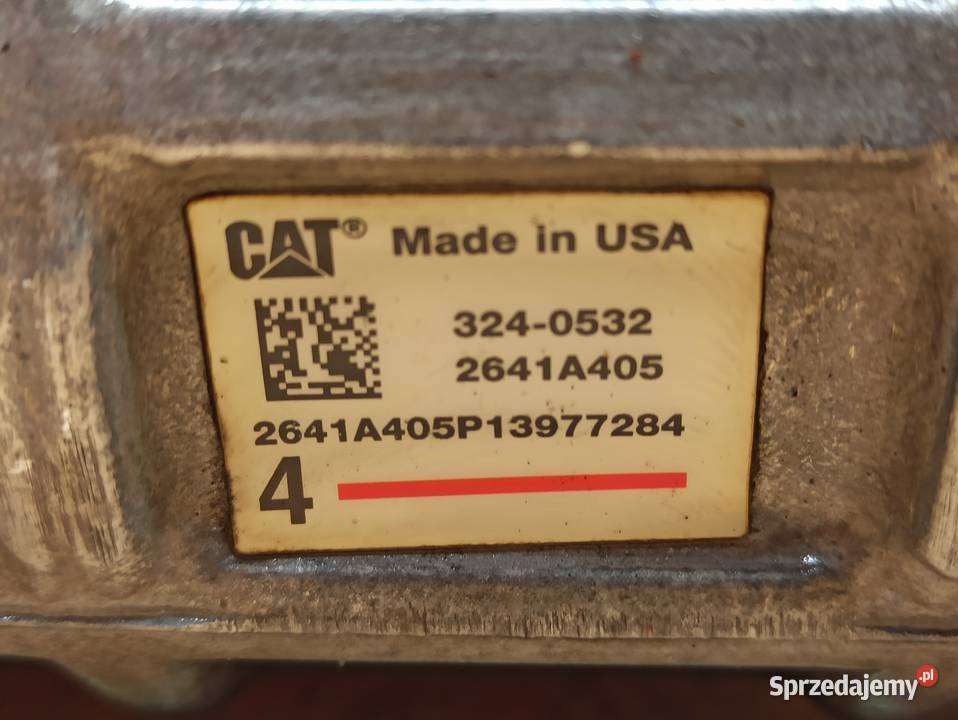 CAT® Made in USA
324-0532
2641A405
2641A405P13977284
4
Sprzedajemy.pl